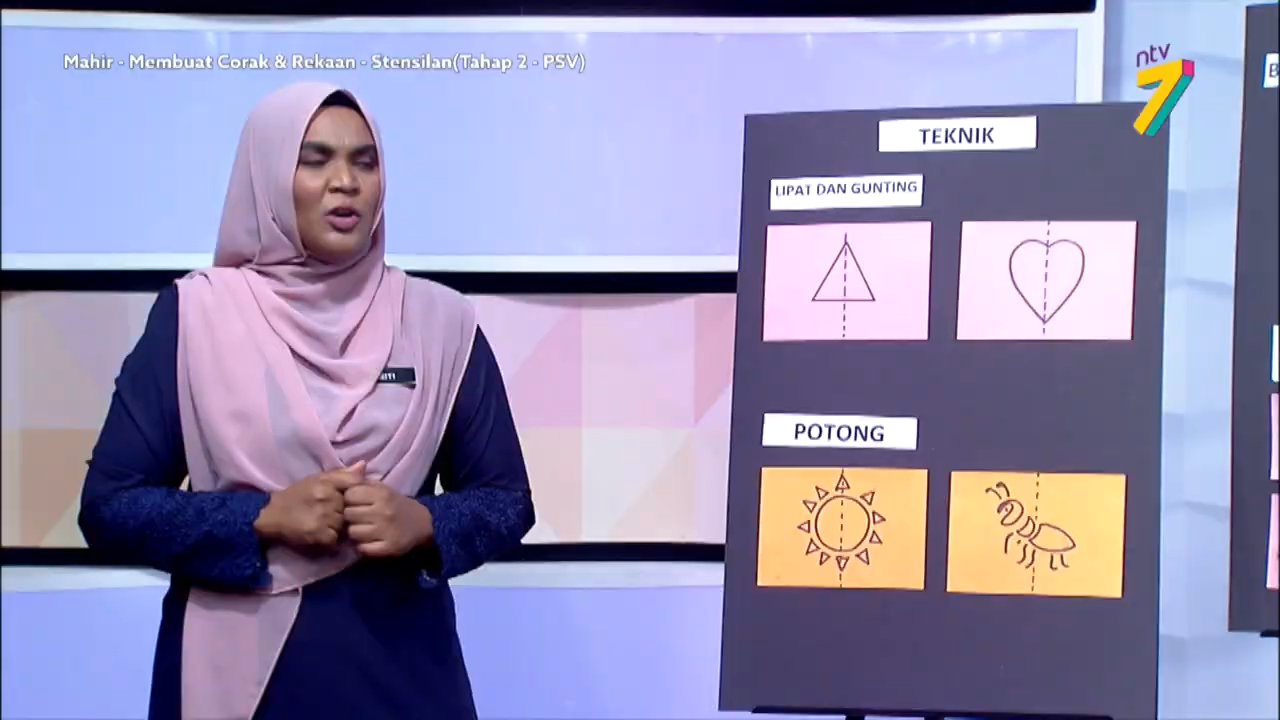 Mahir - Membuat Corak & Rekaan - Stensilan(Tahap 2 - PSV)
ntv
7
TEKNIK
LIPAT DAN GUNTING
POTONG